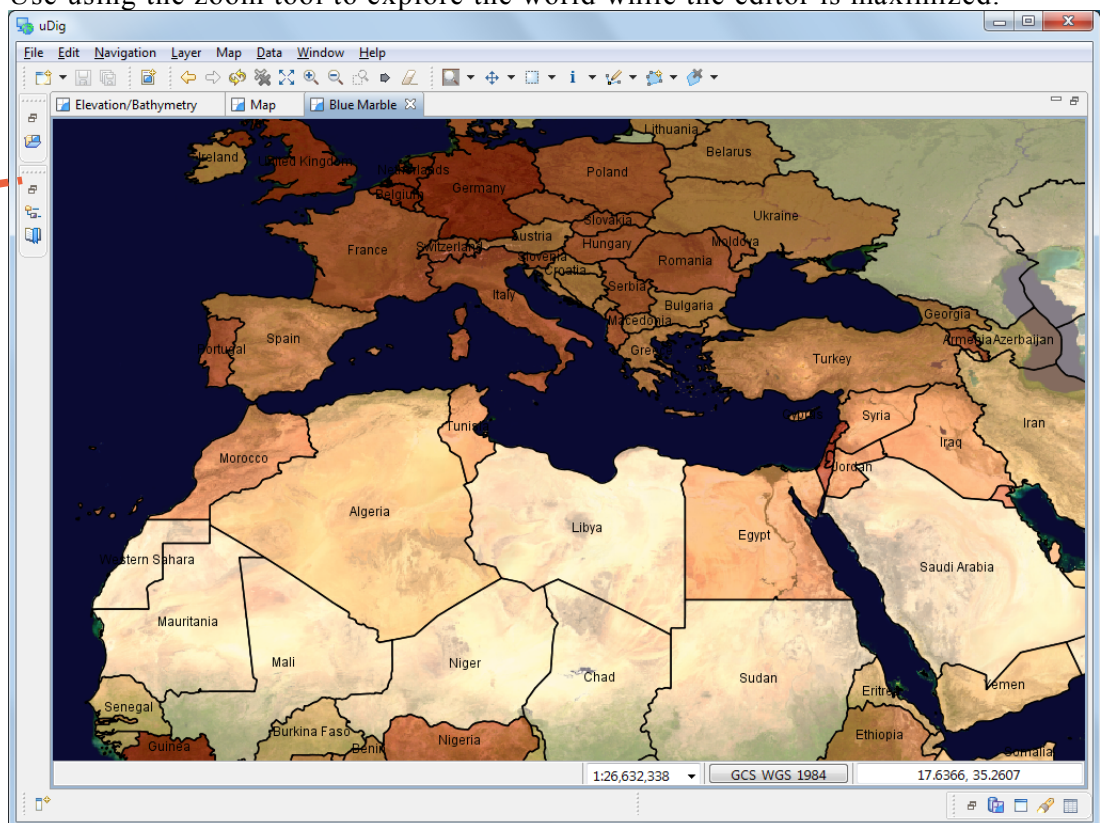 Use using the zoom tool to explore the world while the editor is maximized.
uDig
File Edit Navigation Layer Map Data Window Help
Elevation/Bathymetry Map Blue Marble
Lithuania
Ireland United Kingdom Netherlands Belarus
Belgium Germany Poland
Ukraine
Slovakia
France Switzerland Austria Hungary Moldova
Slovenia Romania
Croatia
Italy Serbia
Bulgaria
Macedonia Georgia
Portugal Spain Greece Armenia Azerbaijan
Turkey
Cyprus Syria
Tunisia Iran
Iraq
Morocco Jordan
Algeria
Libya Egypt
Western Sahara Saudi Arabia
Mauritania
Mali Niger Chad Sudan
Yemen
Senegal Eritrea
Burkina Faso
Guinea Benin Nigeria Ethiopia
Somalia
1:26,632,338 GCS WGS 1984 17.6366, 35.2607